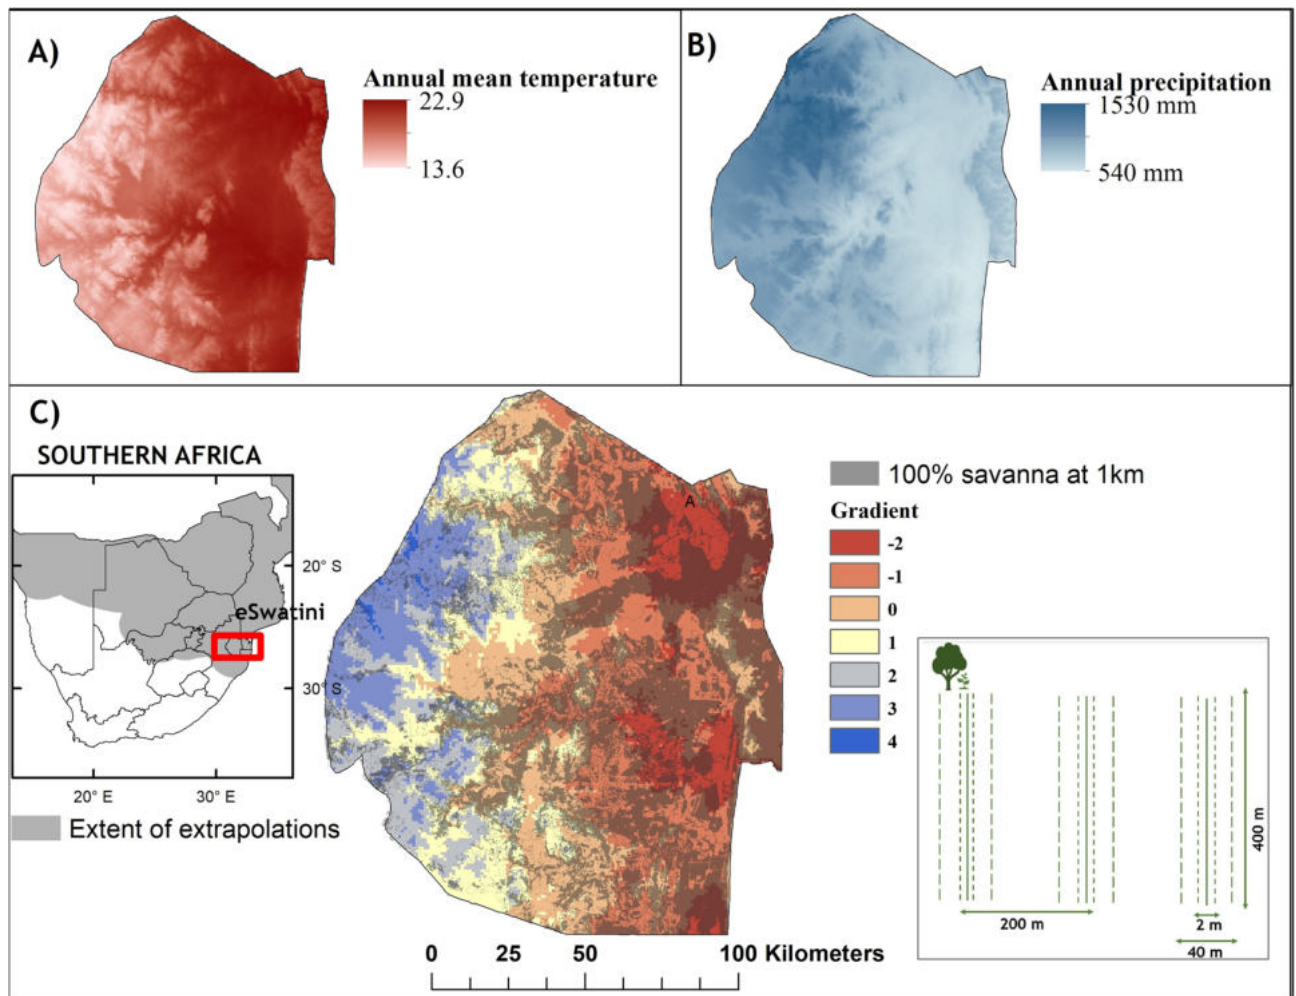 A)
Annual mean temperature
22.9
13.6
B)
Annual precipitation
1530 mm
540 mm
C)
SOUTHERN AFRICA
20° S
eSwatini
30° S
20° E
30° E
Extent of extrapolations
A
0
25
50
100 Kilometers
100% savanna at 1km
Gradient
-2
-1
0
1
2
3
4
400 m
200 m
2 m
40 m